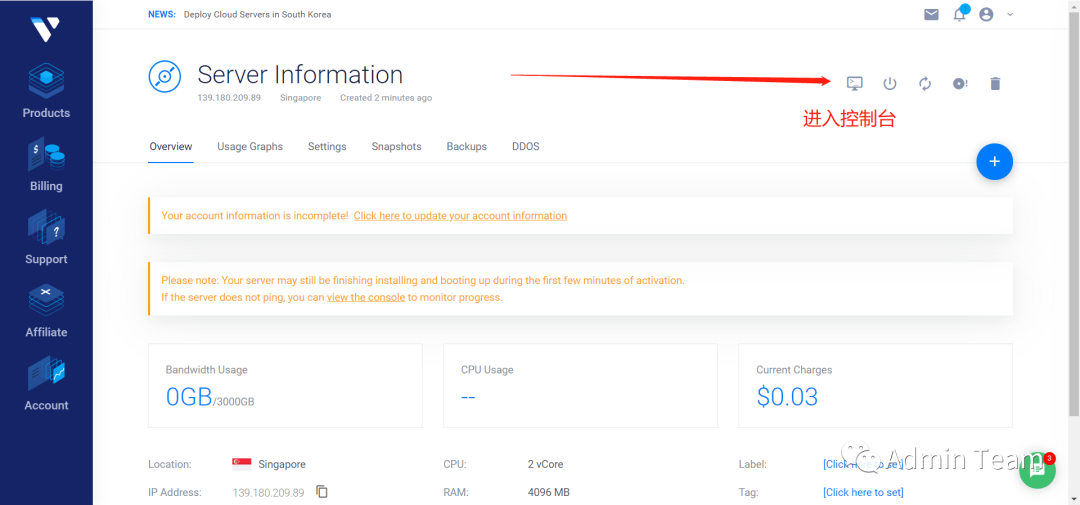 NEWS: Deploy Cloud Servers in South Korea
Products
Billing
Support
Affiliate
Account
Server Information
139.180.209.89 Singapore Created 2 minutes ago
进入控制台
Overview Usage Graphs Settings Snapshots Backups DDOS
+
Your account information is incomplete! Click here to update your account information
Please note: Your server may still be finishing installing and booting up during the first few minutes of activation.
If the server does not ping, you can view the console to monitor progress.
Bandwidth Usage
0GB/3000GB
CPU Usage
--
Current Charges
$0.03
Location: Singapore CPU: 2 vCore Label: [Click here to set]
IP Address: 139.180.209.89 RAM: 4096 MB Tag: [Click here to set]
Admin Team
3